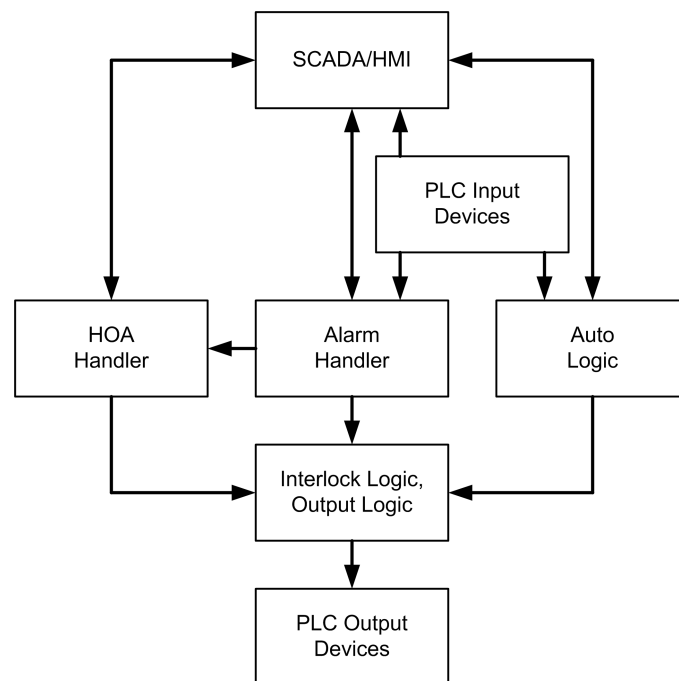 SCADA/HMI
PLC Input
Devices
HOA
Handler
Alarm
Handler
Auto
Logic
Interlock Logic,
Output Logic
PLC Output
Devices